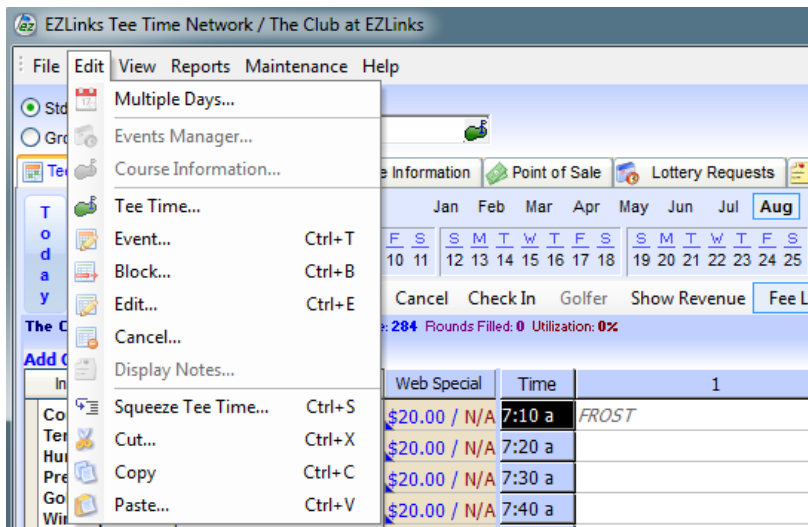 EZLinks Tee Time Network / The Club at EZLinks
File Edit View Reports Maintenance Help
Multiple Days...
Events Manager...
Course Information...
Tee Time...
Event... Ctrl+T
Block... Ctrl+B
Edit... Ctrl+E
Cancel...
Display Notes...
Squeeze Tee Time... Ctrl+S
Cut... Ctrl+X
Copy Ctrl+C
Paste... Ctrl+V
Std
Gro
Tee e Information Point of Sale Lottery Requests
Today
Jan Feb Mar Apr May Jun Jul Aug
F S S M T W T F S S M T W T F S
10 11 12 13 14 15 16 17 18 19 20 21 22 23 24 25
Cancel Check In Golfer Show Revenue Fee L
The C e: 284 Rounds Filled: 0 Utilization: 0%
Add
In Web Special Time 1
Co $20.00 / N/A 7:10 a FROST
Ter $20.00 / N/A 7:20 a
Hu
Pre $20.00 / N/A 7:30 a
Go $20.00 / N/A 7:40 a
Wi